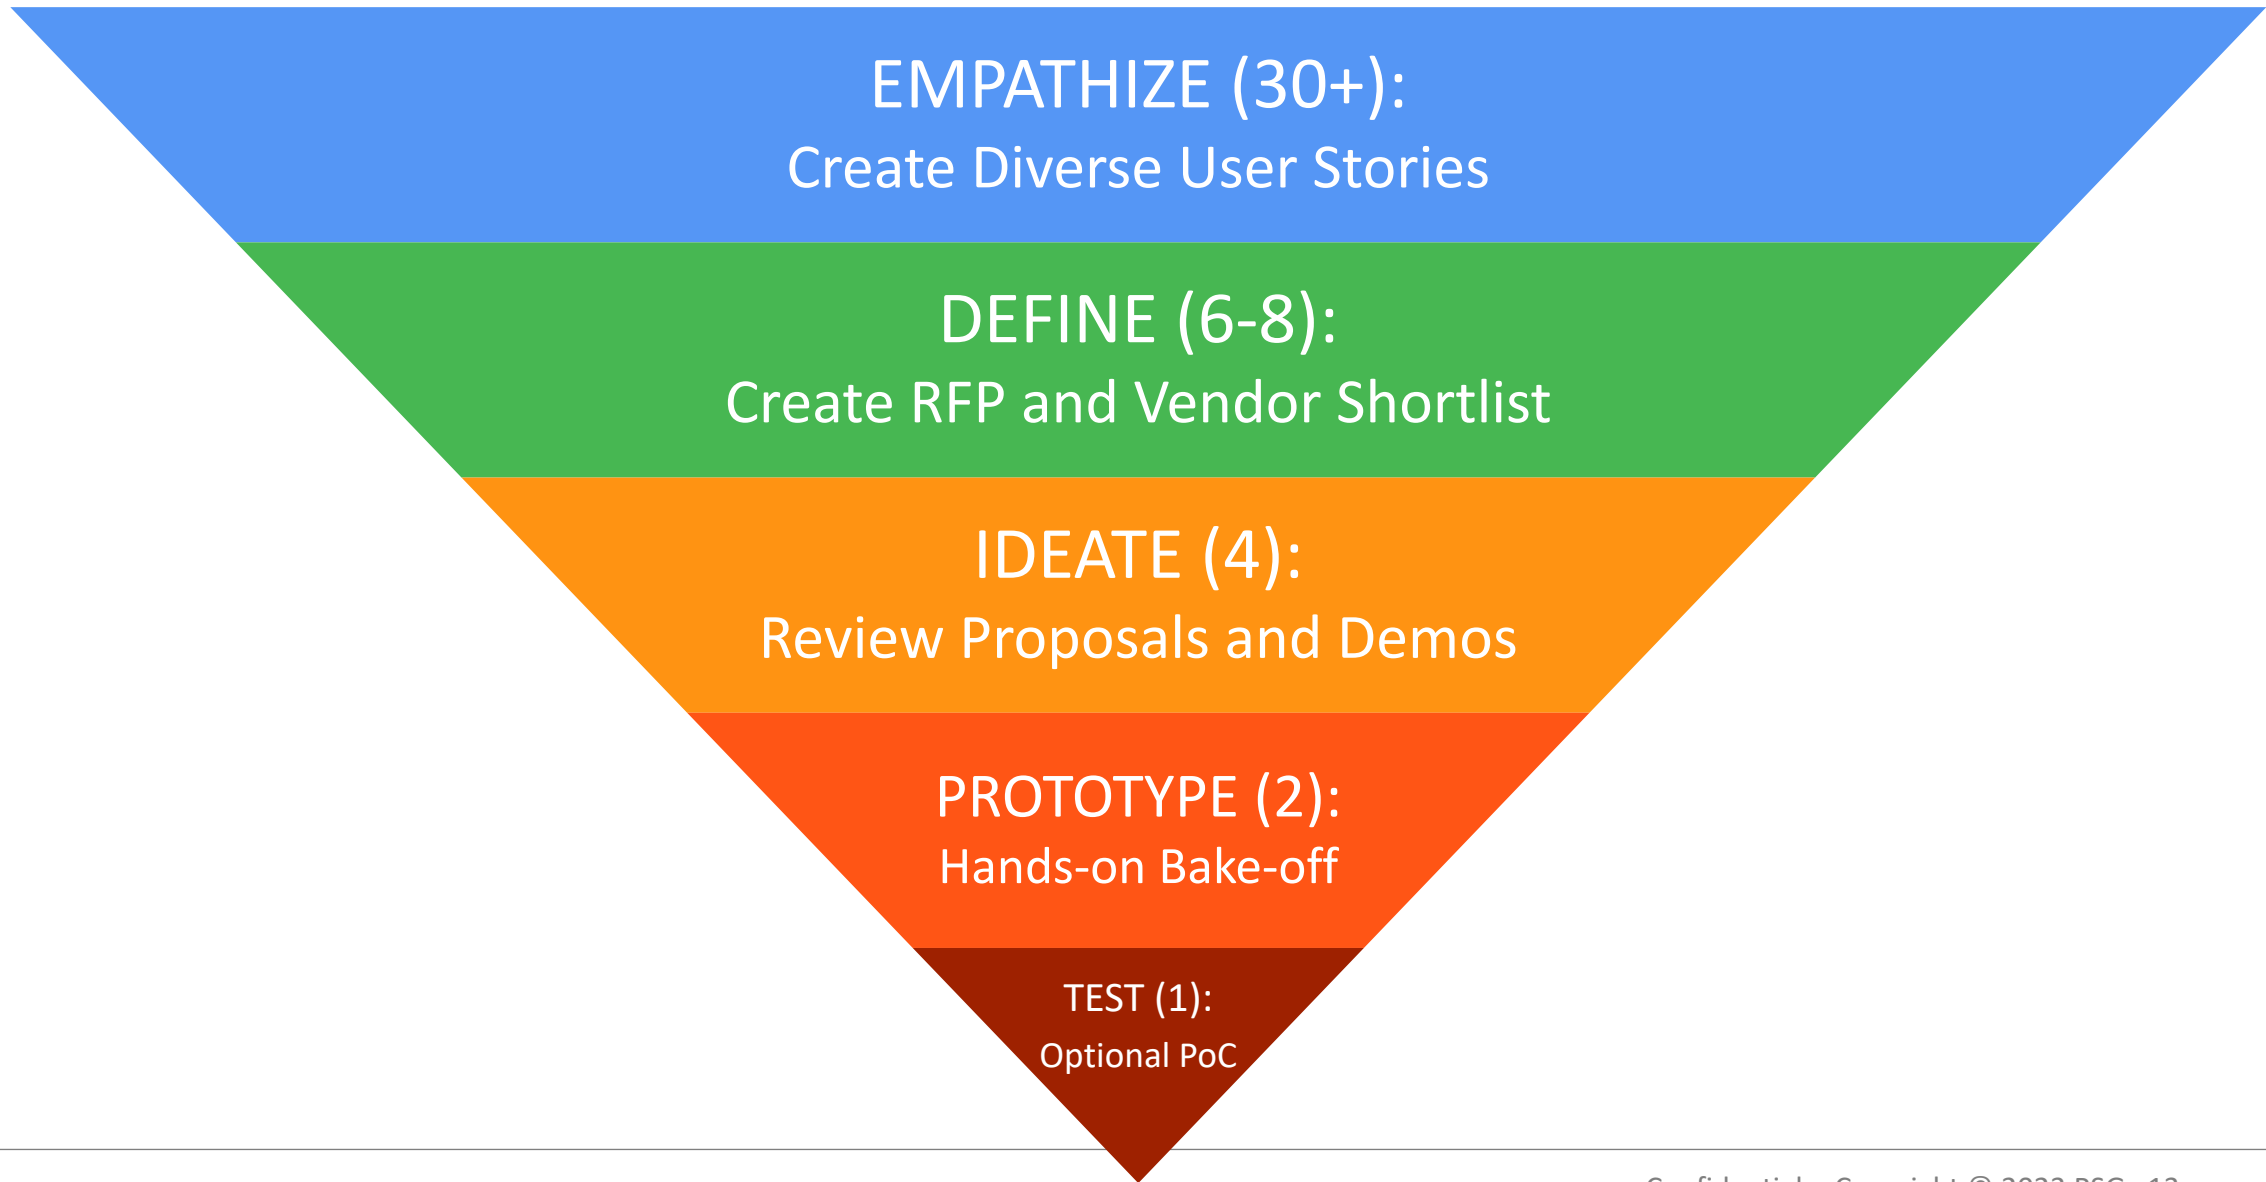 EMPATHIZE (30+):
Create Diverse User Stories
DEFINE (6-8):
Create RFP and Vendor Shortlist
IDEATE (4):
Review Proposals and Demos
PROTOTYPE (2):
Hands-on Bake-off
TEST (1):
Optional PoC